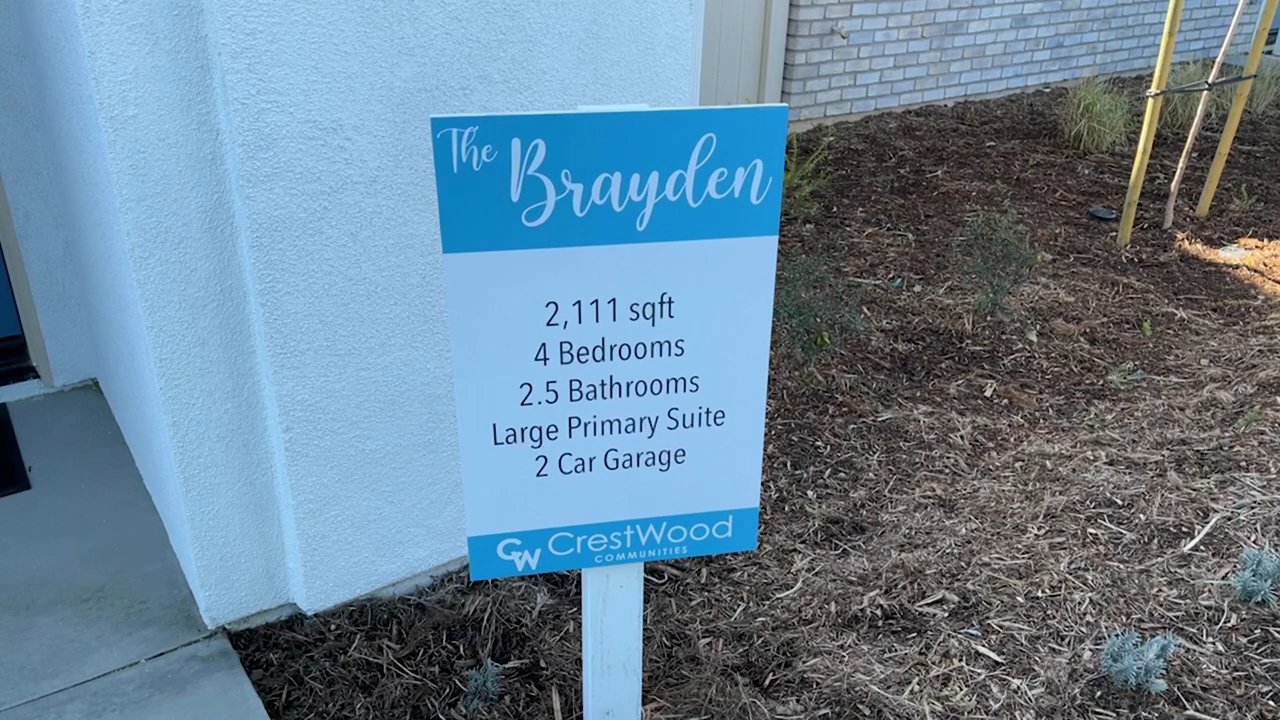 The Brayden
2,111 sqft
4 Bedrooms
2.5 Bathrooms
Large Primary Suite
2 Car Garage
CW CrestWood
COMMUNITIES